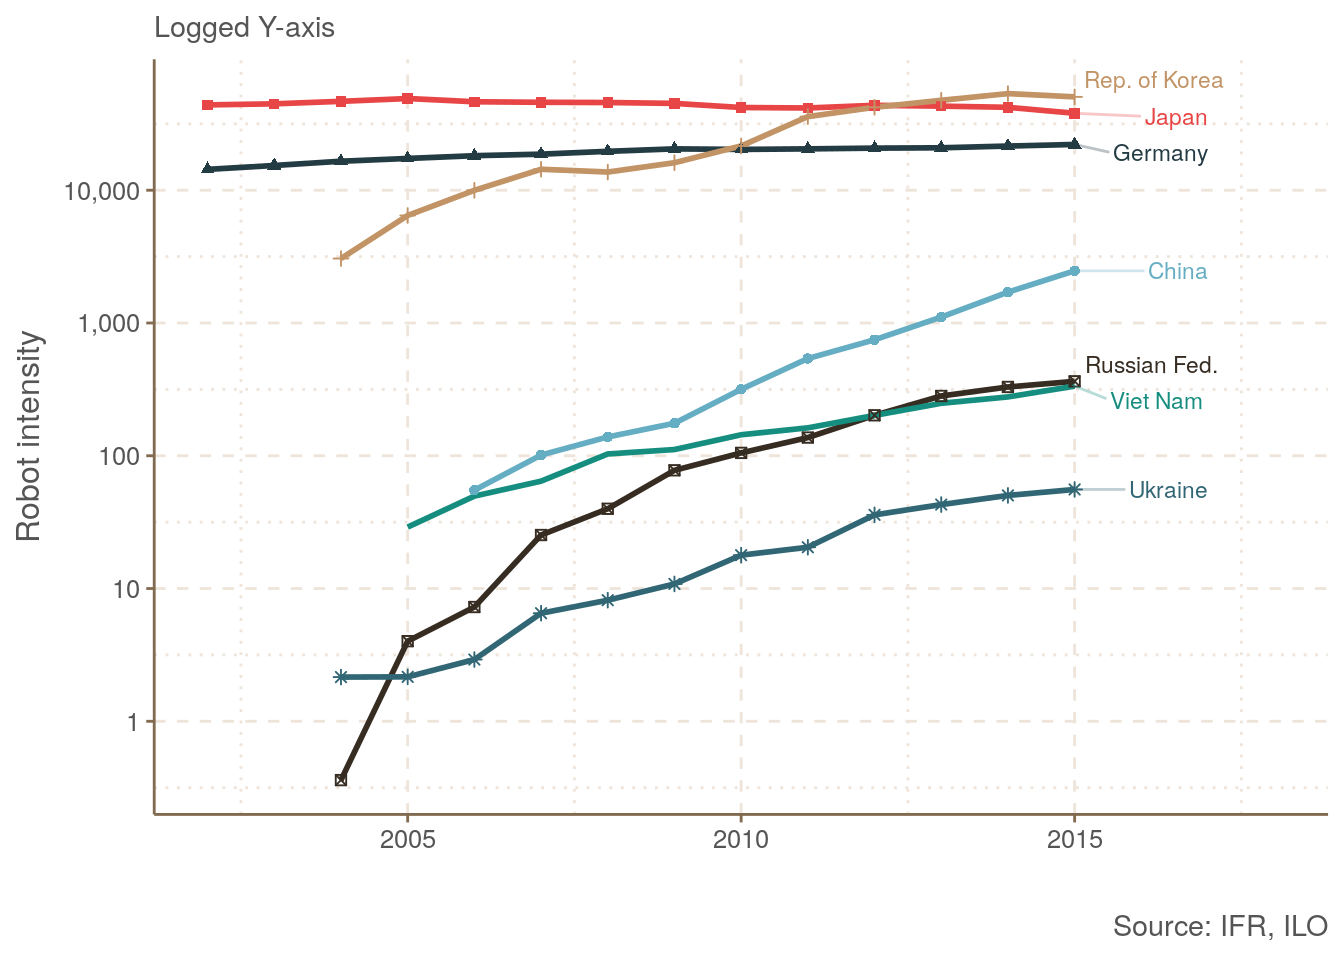 Logged Y-axis
Rep. of Korea
Japan
Germany
10,000
China
1,000
Russian Fed.
Viet Nam
Robot intensity
100
Ukraine
10
1
2005 2010 2015
Source: IFR, ILO